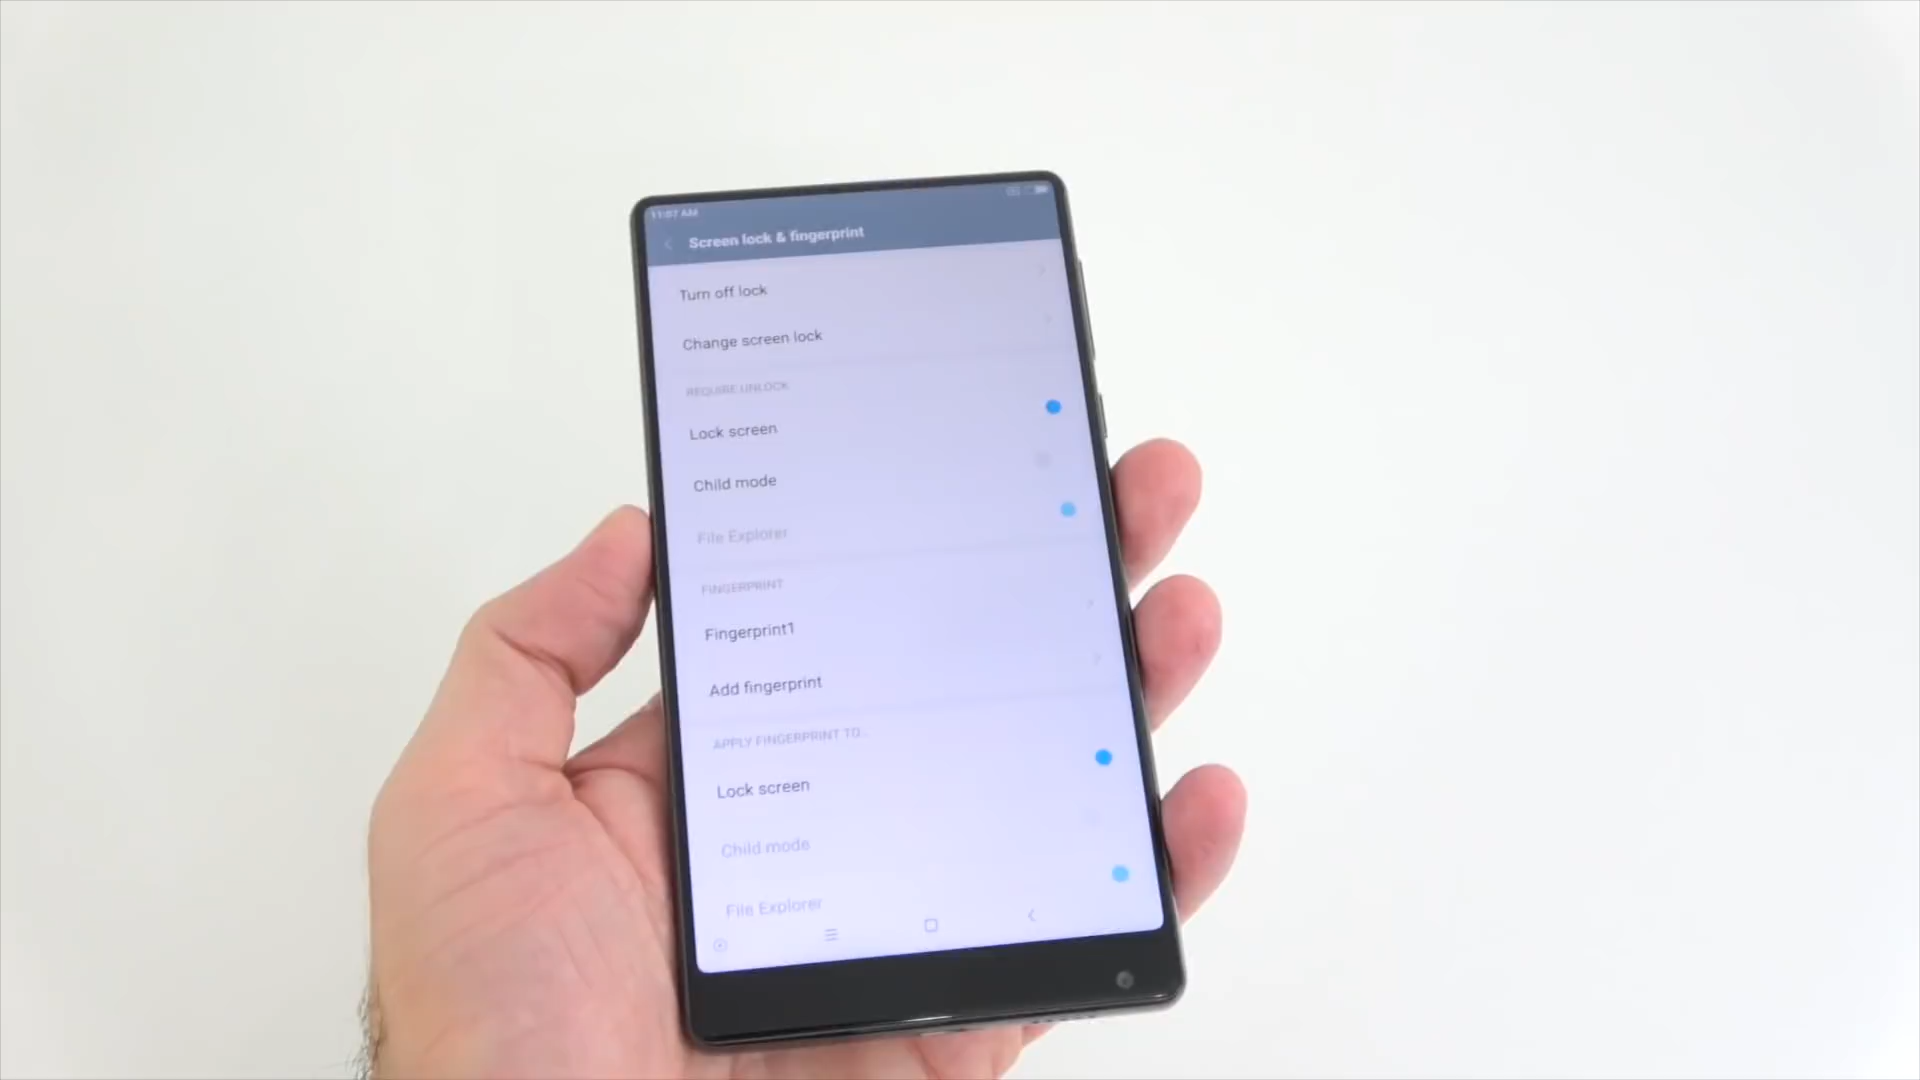 11:07 AM
Screen lock & fingerprint
Turn off lock
Change screen lock
REQUIRE UNLOCK
Lock screen
Child mode
File Explorer
FINGERPRINT
Fingerprint1
Add fingerprint
APPLY FINGERPRINT TO...
Lock screen
Child mode
File Explorer